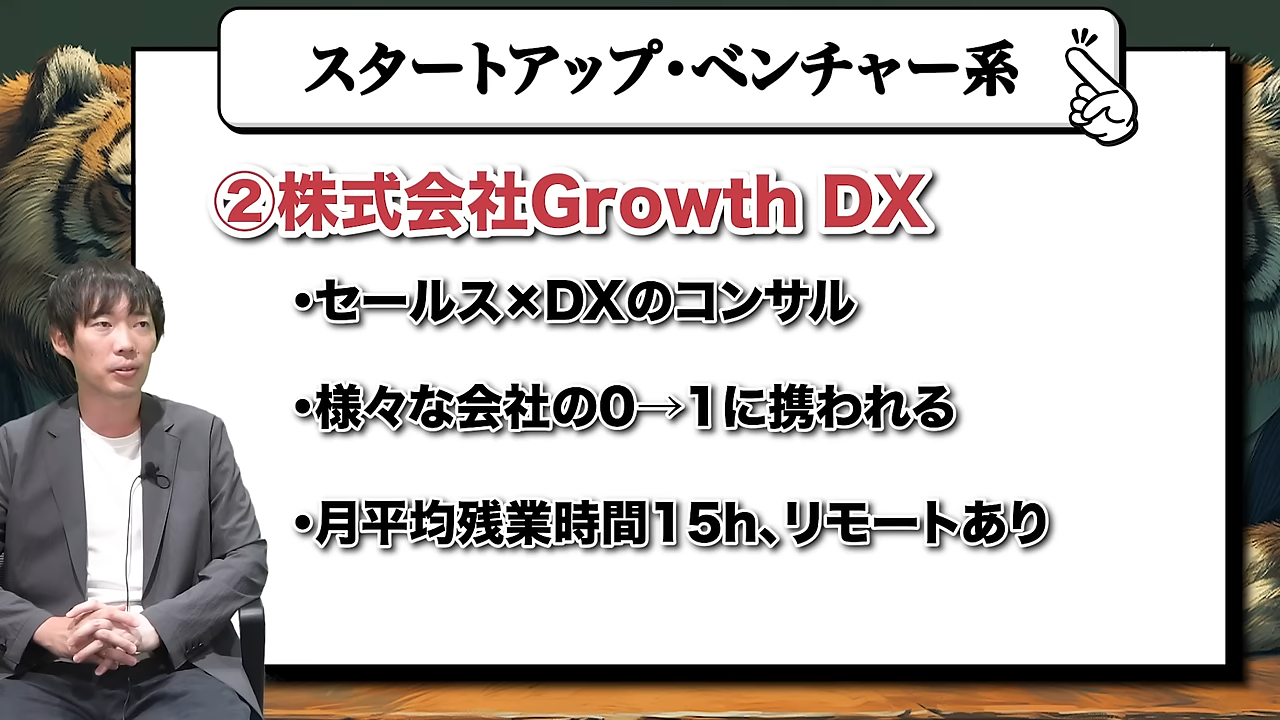 スタートアップ・ベンチャー系
②株式会社Growth DX
・セールス×DXのコンサル
・様々な会社の0→1に携われる
・月平均残業時間15h、リモートあり